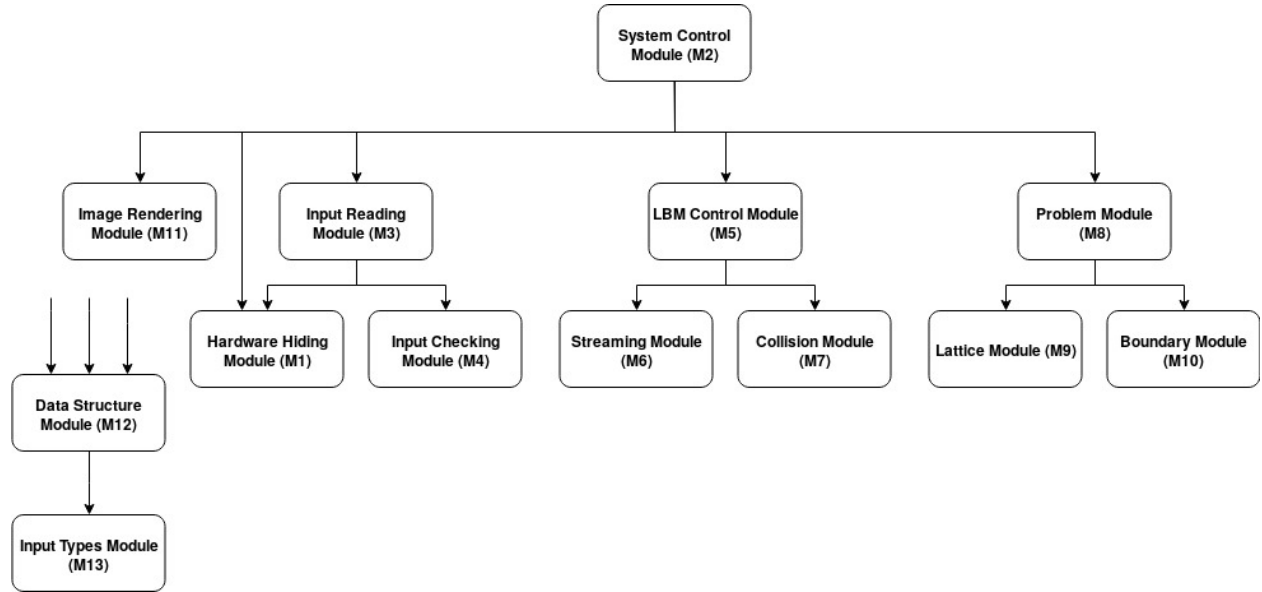 System Control
Module (M2)
Image Rendering
Module (M11)
Input Reading
Module (M3)
LBM Control Module
(M5)
Problem Module
(M8)
Hardware Hiding
Module (M1)
Input Checking
Module (M4)
Streaming Module
(M6)
Collision Module
(M7)
Lattice Module (M9)
Boundary Module
(M10)
Data Structure
Module (M12)
Input Types Module
(M13)